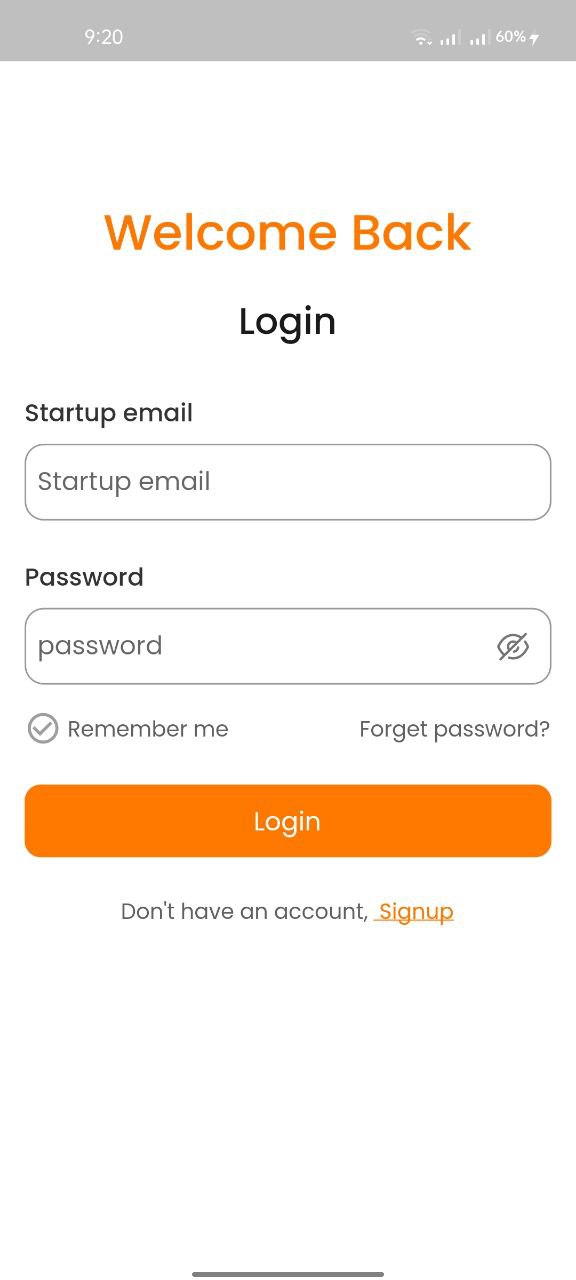 9:20 60%
Welcome Back
Login
Startup email
Startup email
Password
password
Remember me Forget password?
Login
Don't have an account, Signup